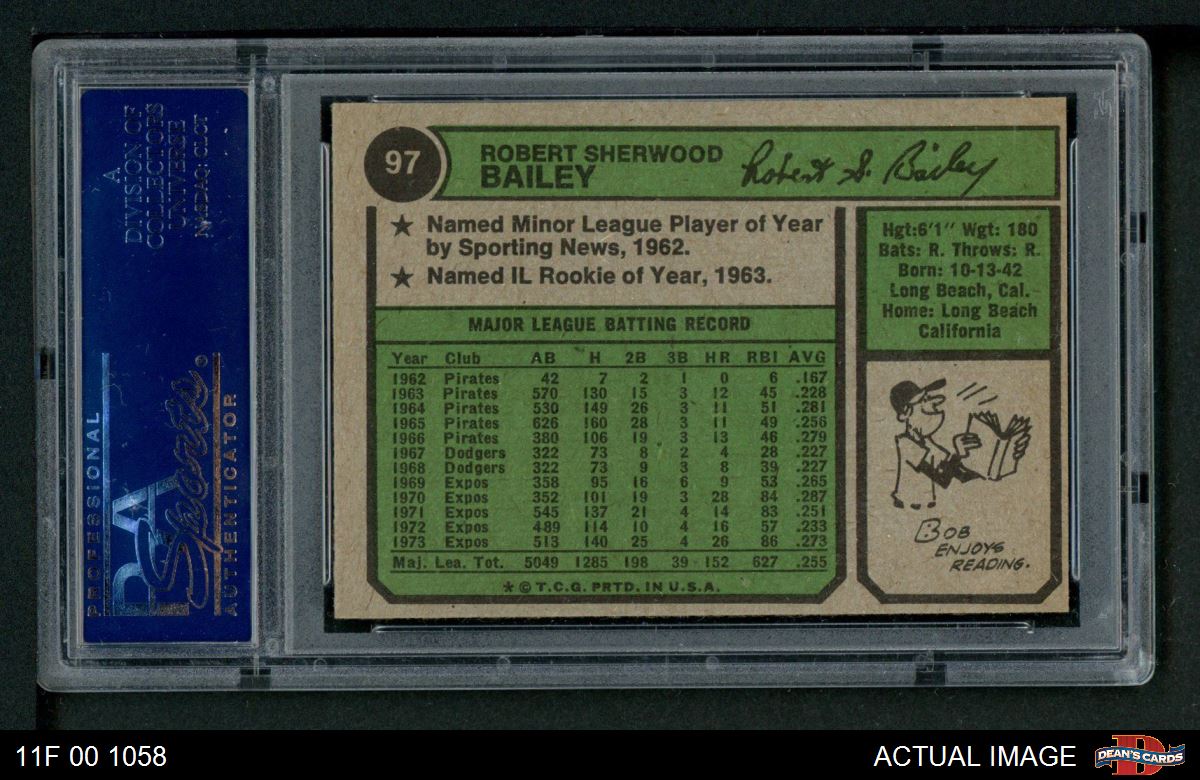 A
DIVISION OF
COLLECTORS
UNIVERSE
NASDAQ: CLCT
PROFESSIONAL
PSA
Sports
AUTHENTICATOR
97
ROBERT SHERWOOD
BAILEY
Robert S. Bailey
★ Named Minor League Player of Year
by Sporting News, 1962.
★ Named IL Rookie of Year, 1963.
Hgt:6'1" Wgt: 180
Bats: R. Throws: R.
Born: 10-13-42
Long Beach, Cal.
Home: Long Beach
California
MAJOR LEAGUE BATTING RECORD
Year Club AB H 2B 3B HR RBI AVG
1962 Pirates 42 7 2 1 0 6 .167
1963 Pirates 570 130 15 3 12 45 .228
1964 Pirates 530 149 26 3 11 51 .281
1965 Pirates 626 160 28 3 11 49 .256
1966 Pirates 380 106 19 3 13 46 .279
1967 Dodgers 322 73 8 2 4 28 .227
1968 Dodgers 322 73 9 3 8 39 .227
1969 Expos 358 95 16 6 9 53 .265
1970 Expos 352 101 19 3 28 84 .287
1971 Expos 545 137 21 4 14 83 .251
1972 Expos 489 114 10 4 16 57 .233
1973 Expos 513 140 25 4 26 86 .273
Maj. Lea. Tot. 5049 1285 198 39 152 627 .255
★ © T.C.G. PRTD. IN U.S.A.
BOB
ENJOYS
READING.
11F 00 1058
ACTUAL IMAGE
DEAN'S CARDS